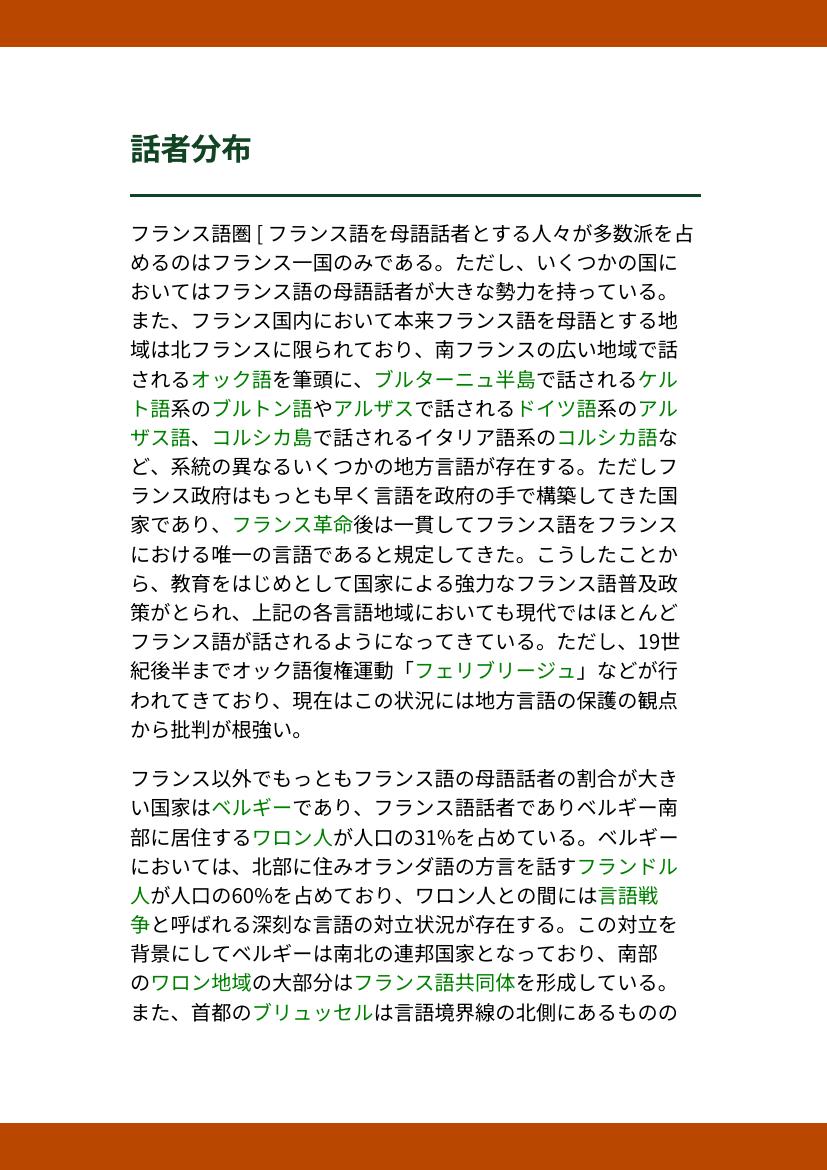 話者分布
フランス語圏 [ フランス語を母語話者とする人々が多数派を占
めるのはフランス一国のみである。ただし、いくつかの国に
おいてはフランス語の母語話者が大きな勢力を持っている。
また、フランス国内において本来フランス語を母語とする地
域は北フランスに限られており、南フランスの広い地域で話
されるオック語を筆頭に、ブルターニュ半島で話されるケル
ト語系のブルトン語やアルザスで話されるドイツ語系のアル
ザス語、コルシカ島で話されるイタリア語系のコルシカ語な
ど、系統の異なるいくつかの地方言語が存在する。ただしフ
ランス政府はもっとも早く言語を政府の手で構築してきた国
家であり、フランス革命後は一貫してフランス語をフランス
における唯一の言語であると規定してきた。こうしたことか
ら、教育をはじめとして国家による強力なフランス語普及政
策がとられ、上記の各言語地域においても現代ではほとんど
フランス語が話されるようになってきている。ただし、19世
紀後半までオック語復権運動「フェリブリージュ」などが行
われてきており、現在はこの状況には地方言語の保護の観点
から批判が根強い。
フランス以外でもっともフランス語の母語話者の割合が大き
い国家はベルギーであり、フランス語話者でありベルギー南
部に居住するワロン人が人口の31%を占めている。ベルギー
においては、北部に住みオランダ語の方言を話すフランドル
人が人口の60%を占めており、ワロン人との間には言語戦
争と呼ばれる深刻な言語の対立状況が存在する。この対立を
背景にしてベルギーは南北の連邦国家となっており、南部
のワロン地域の大部分はフランス語共同体を形成している。
また、首都のブリュッセルは言語境界線の北側にあるものの